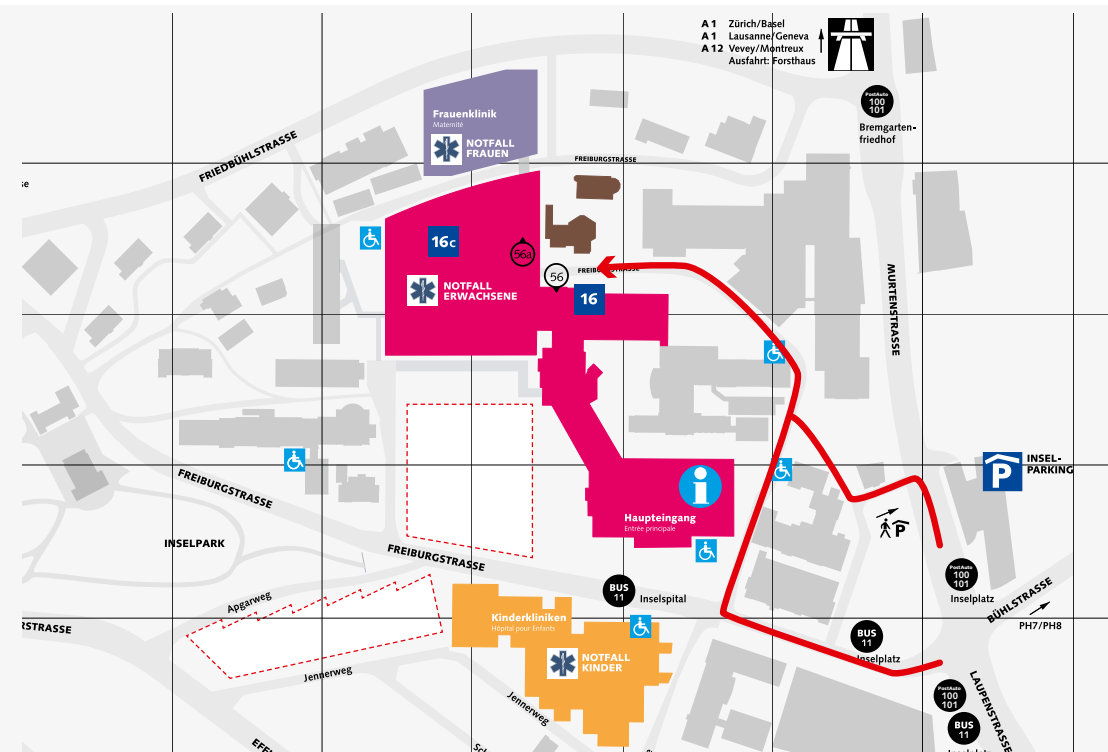 A 1 Zürich/Basel
A 1 Lausanne/Geneva
A 12 Vevey/Montreux
Ausfahrt: Forsthaus
PostAuto
100
101
Bremgarten-
friedhof
Frauenklinik
Maternité
NOTFALL
FRAUEN
FRIEDBÜHLSTRASSE
FREIBURGSTRASSE
se
16c
56a
56
FREIBURGSTRASSE
NOTFALL
ERWACHSENE
16
MURTENSTRASSE
P
INSEL-
PARKING
FREIBURGSTRASSE
i
Haupteingang
Entrée principale
P
INSELPARK
FREIBURGSTRASSE
PostAuto
100
101
Inselplatz
BÜHLSTRASSE
PH7/PH8
Apgarweg
BUS
11
Inselspital
Kinderkliniken
Hôpital pour Enfants
RSTRASSE
BUS
11
Inselplatz
NOTFALL
KINDER
Jennerweg
Jennerweg
LAUPENSTRASSE
PostAuto
100
101
BUS
11
Inselplatz
EFFI